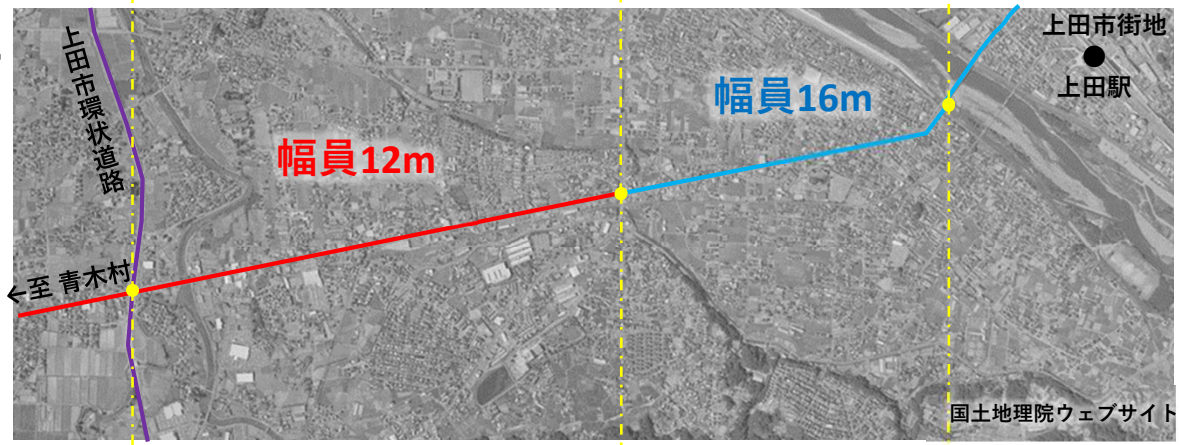 上田市街地
上田駅
幅員16m
上田市環状道路
幅員12m
←至 青木村
国土地理院ウェブサイト